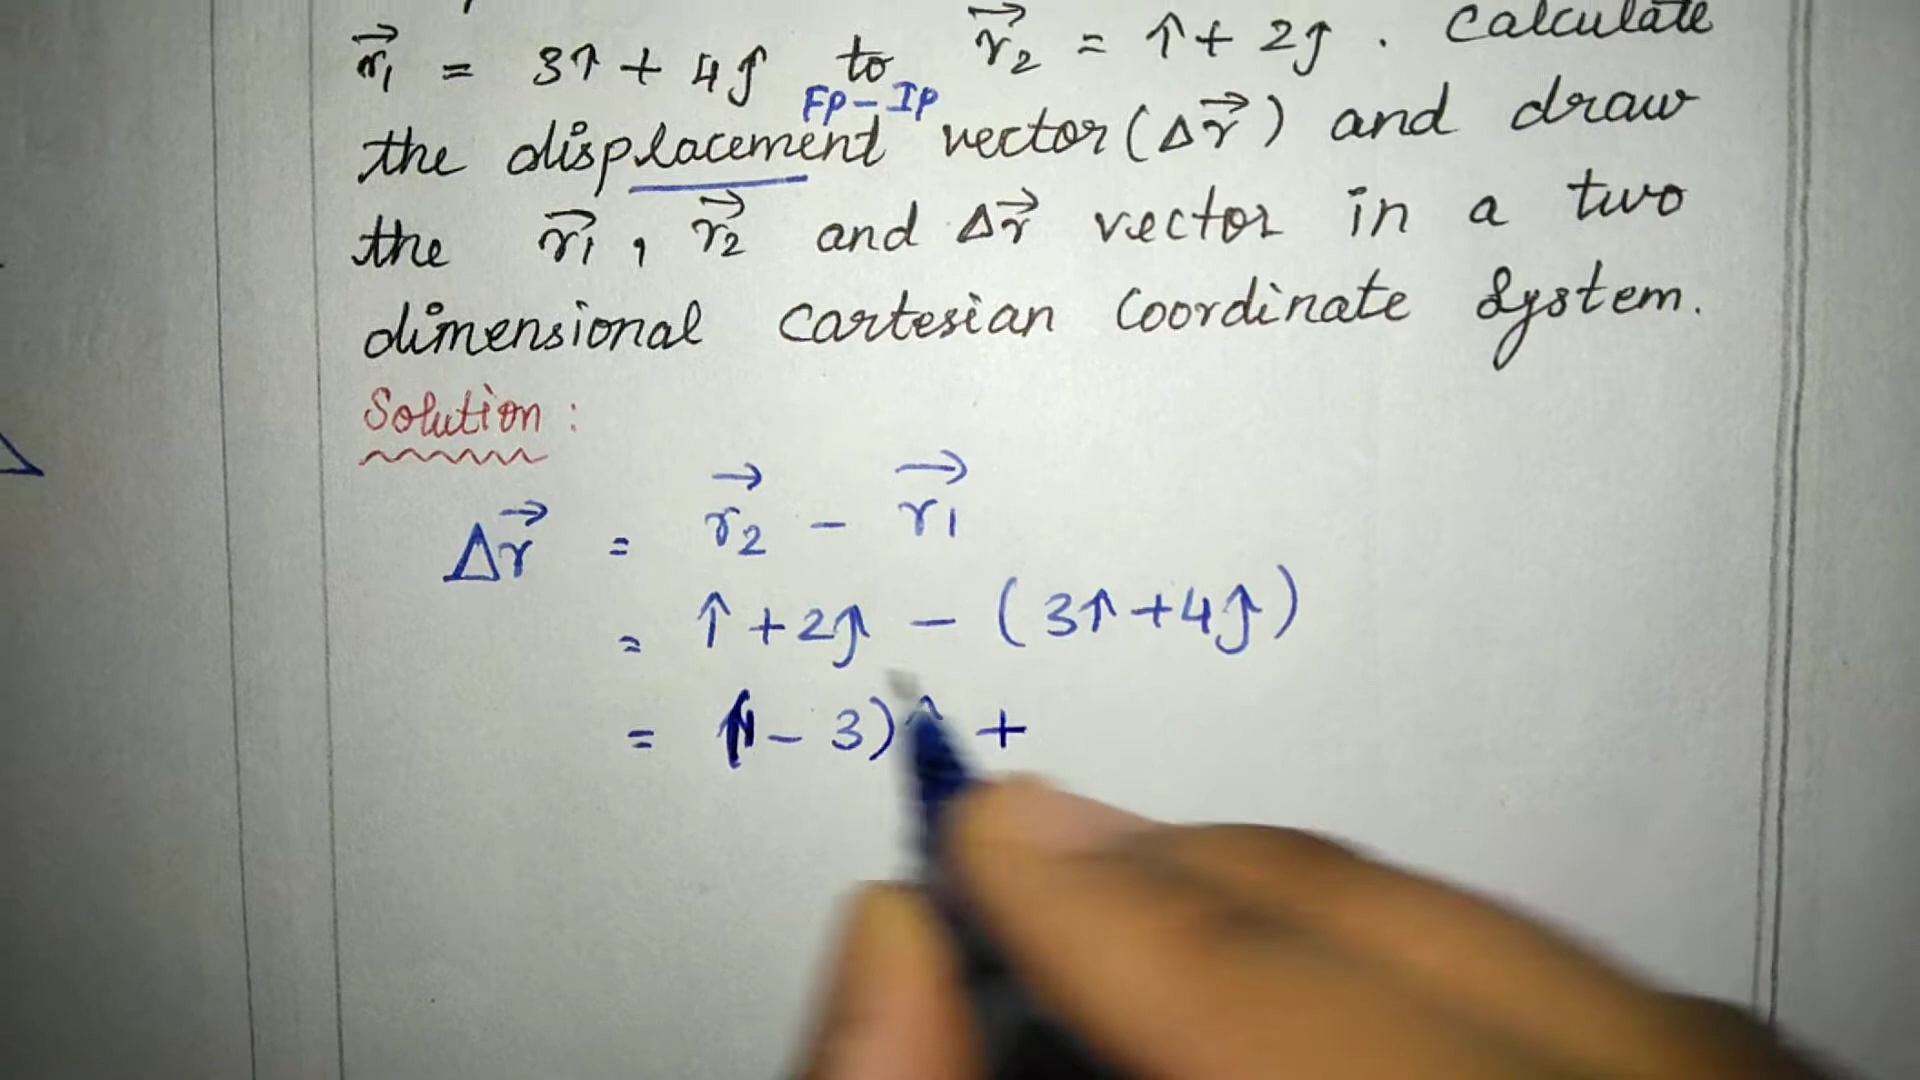 r⃗₁ = 3î + 4ĵ to r⃗₂ = î + 2ĵ . Calculate
FP - IP
the displacement vector (Δr⃗) and draw
the r⃗₁ , r⃗₂ and Δr⃗ vector in a two
dimensional cartesian Coordinate System.
Solution :
Δr⃗ = r⃗₂ - r⃗₁
= î + 2ĵ - (3î + 4ĵ)
= (1 - 3) î +